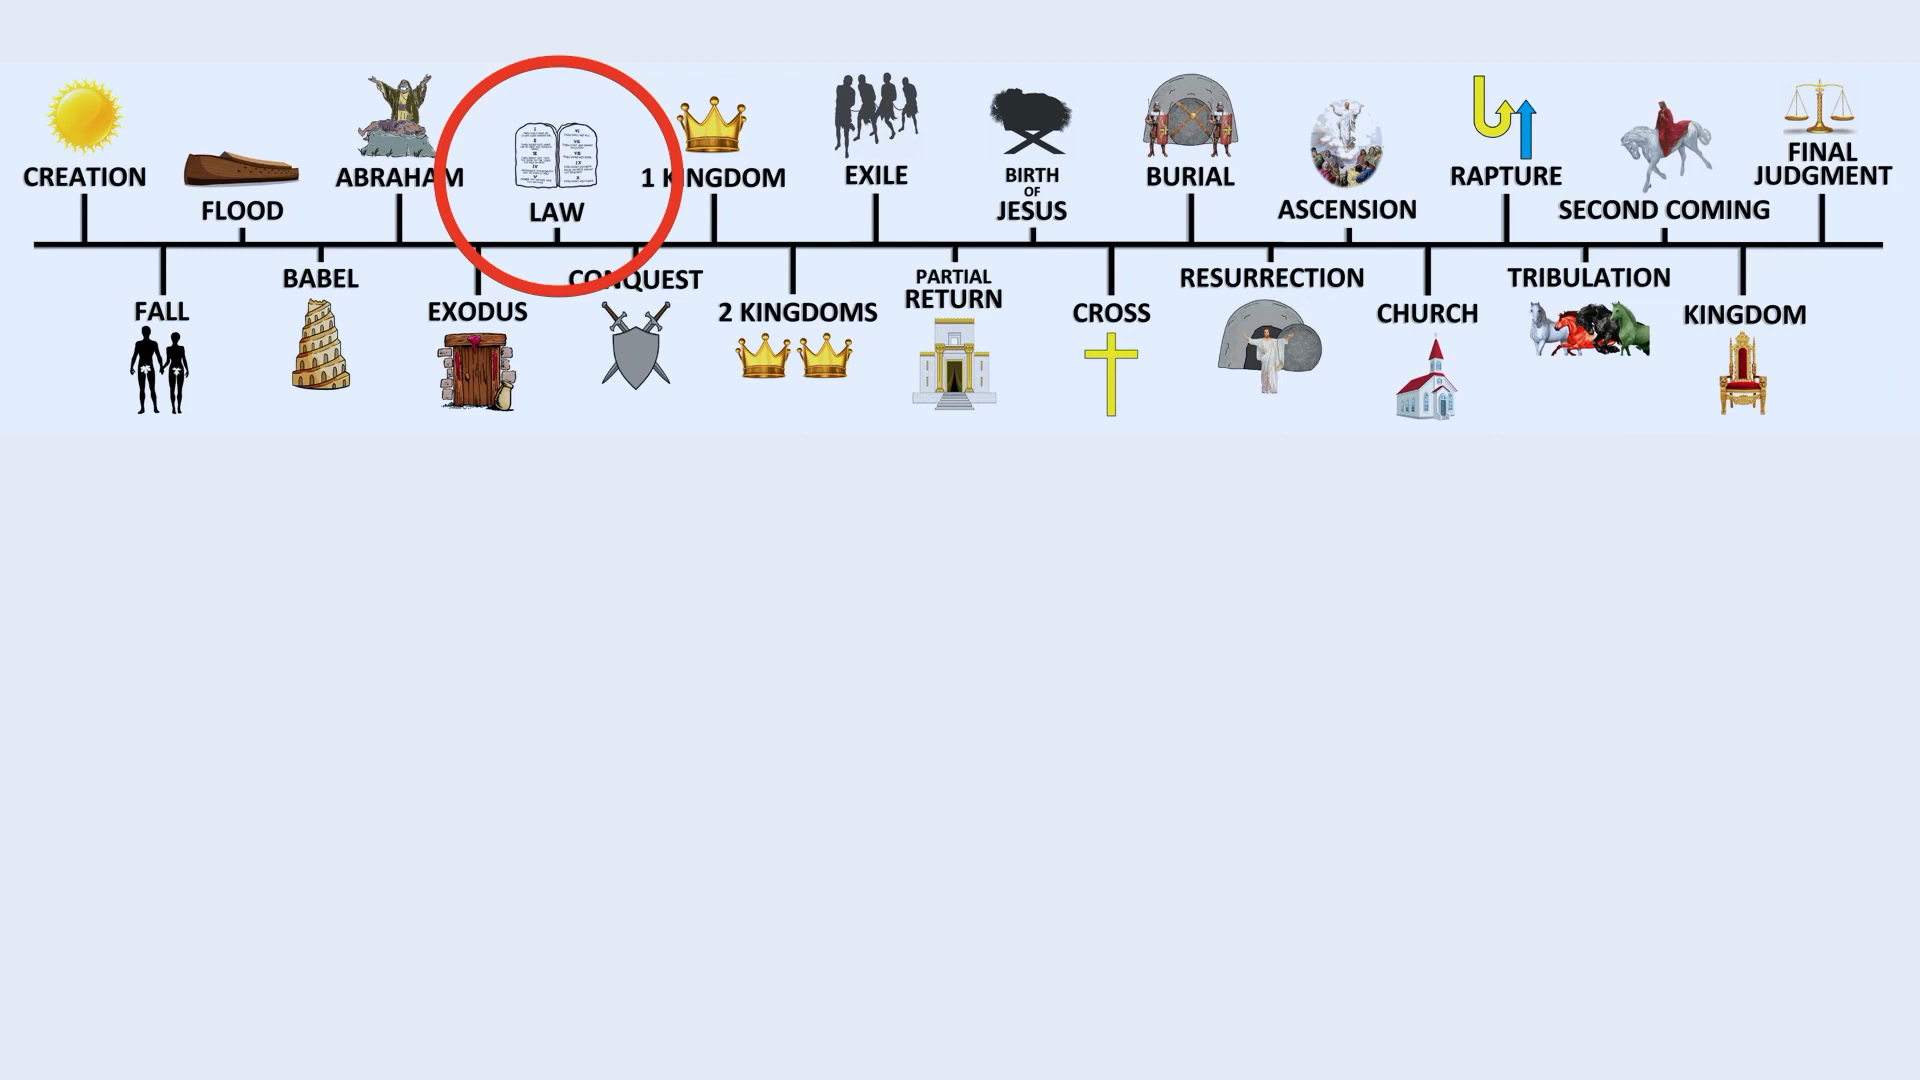 CREATION
FLOOD
ABRAHAM
LAW
1 KINGDOM
EXILE
BIRTH
OF
JESUS
BURIAL
ASCENSION
RAPTURE
SECOND COMING
FINAL
JUDGMENT
FALL
BABEL
EXODUS
CONQUEST
2 KINGDOMS
PARTIAL
RETURN
CROSS
RESURRECTION
CHURCH
TRIBULATION
KINGDOM